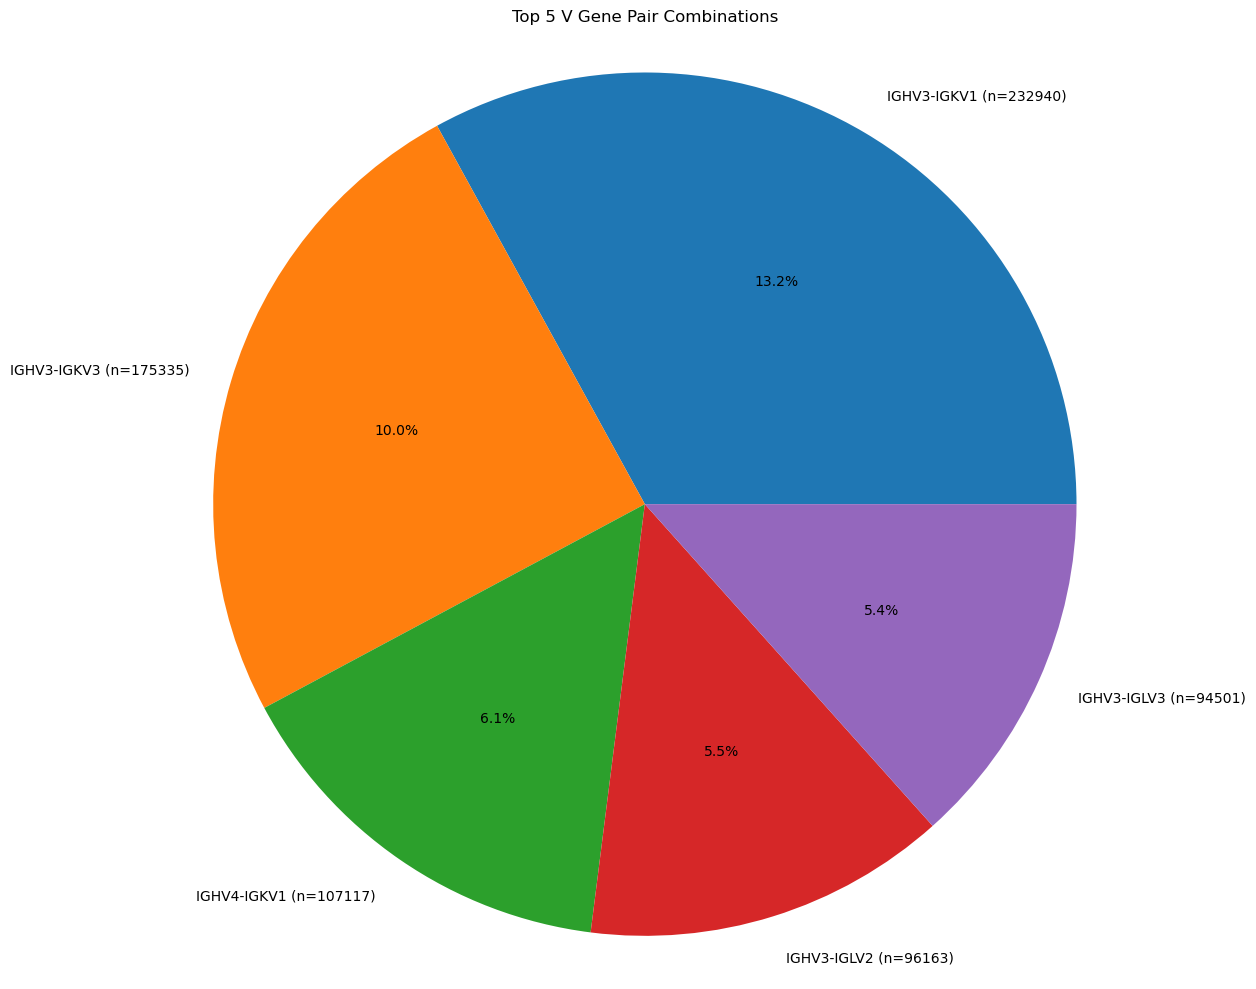 Top 5 V Gene Pair Combinations
IGHV3-IGKV1 (n=232940)
13.2%
IGHV3-IGKV3 (n=175335)
10.0%
5.4%
6.1%
IGHV3-IGLV3 (n=94501)
5.5%
IGHV4-IGKV1 (n=107117)
IGHV3-IGLV2 (n=96163)